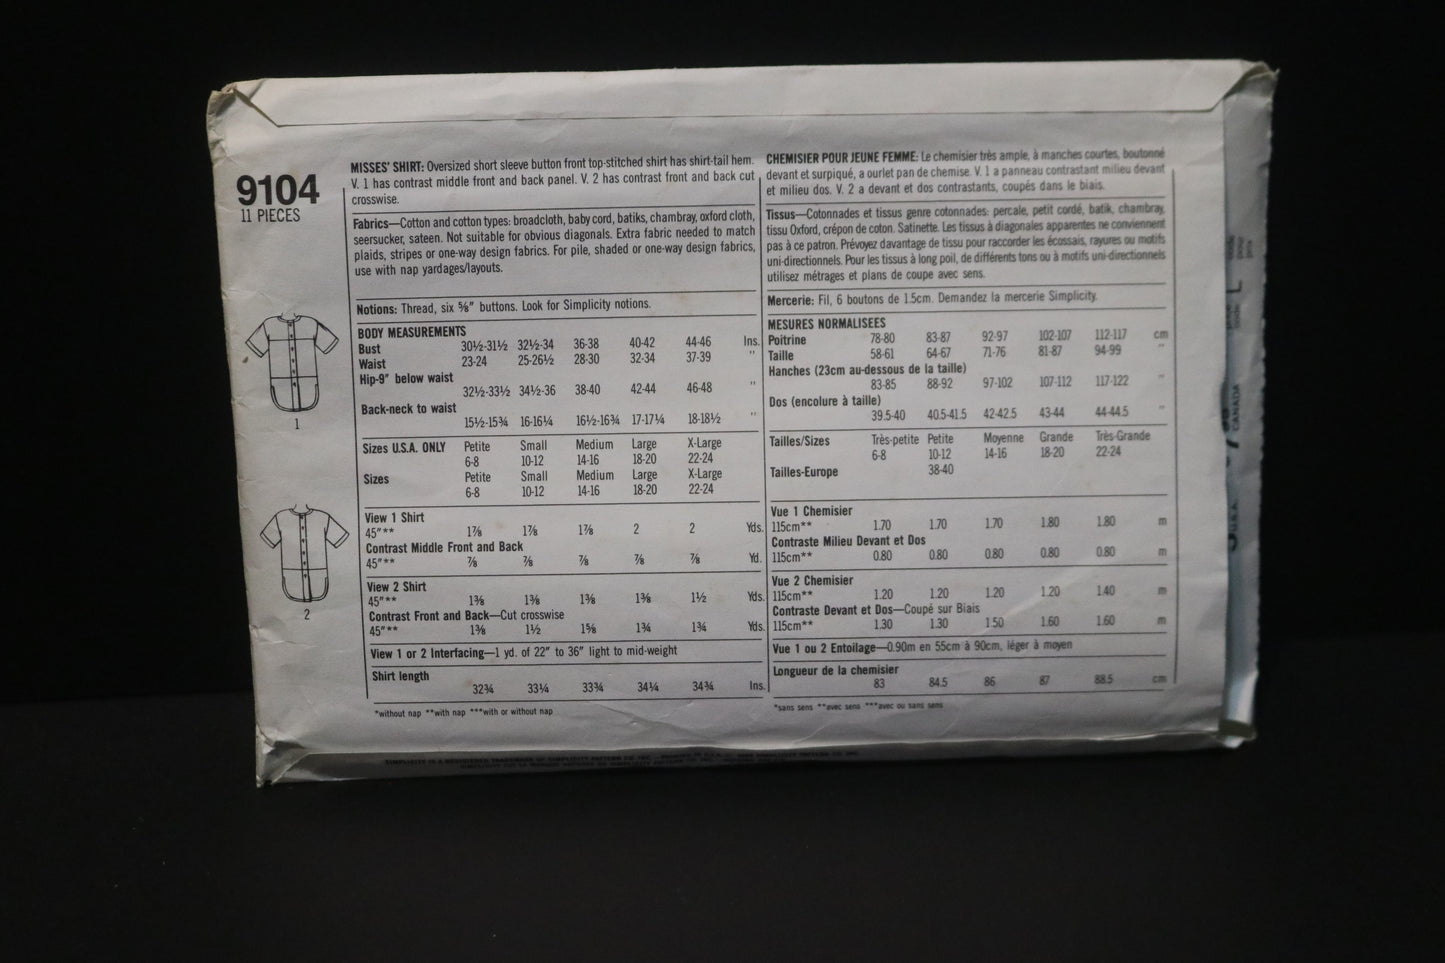 9104
11 PIECES
1
2
MISSES' SHIRT: Oversized short sleeve button front top-stitched shirt has shirt-tail hem.
V. 1 has contrast middle front and back panel. V. 2 has contrast front and back cut
crosswise.
Fabrics—Cotton and cotton types: broadcloth, baby cord, batiks, chambray, oxford cloth,
seersucker, sateen. Not suitable for obvious diagonals. Extra fabric needed to match
plaids, stripes or one-way design fabrics. For pile, shaded or one-way design fabrics,
use with nap yardages/layouts.
Notions: Thread, six ⅝″ buttons. Look for Simplicity notions.
BODY MEASUREMENTS
Bust 30½-31½ 32½-34 36-38 40-42 44-46 Ins.
Waist 23-24 25-26½ 28-30 32-34 37-39 ″
Hip-9″ below waist
32½-33½ 34½-36 38-40 42-44 46-48 ″
Back-neck to waist
15½-15¾ 16-16¼ 16½-16¾ 17-17¼ 18-18½ ″
Sizes U.S.A. ONLY Petite Small Medium Large X-Large
6-8 10-12 14-16 18-20 22-24
Sizes Petite Small Medium Large X-Large
6-8 10-12 14-16 18-20 22-24
View 1 Shirt
45″** 1⅞ 1⅞ 1⅞ 2 2 Yds.
Contrast Middle Front and Back
45″** ⅞ ⅞ ⅞ ⅞ ⅞ Yd.
View 2 Shirt
45″** 1⅜ 1⅜ 1⅜ 1⅜ 1½ Yds.
Contrast Front and Back—Cut crosswise
45″** 1⅜ 1½ 1⅝ 1¾ 1¾ Yds.
View 1 or 2 Interfacing—1 yd. of 22″ to 36″ light to mid-weight
Shirt length
32¾ 33¼ 33¾ 34¼ 34¾ Ins.
*without nap **with nap ***with or without nap
CHEMISIER POUR JEUNE FEMME: Le chemisier très ample, à manches courtes, boutonné
devant et surpiqué, a ourlet pan de chemise. V. 1 a panneau contrastant milieu devant
et milieu dos. V. 2 a devant et dos contrastants, coupés dans le biais.
Tissus—Cotonnades et tissus genre cotonnades: percale, petit cordé, batik, chambray,
tissu Oxford, crépon de coton. Satinette. Les tissus à diagonales apparentes ne conviennent
pas à ce patron. Prévoyez davantage de tissu pour raccorder les écossais, rayures ou motifs
uni-directionnels. Pour les tissus à long poil, de différents tons ou à motifs uni-directionnels
utilisez métrages et plans de coupe avec sens.
Mercerie: Fil, 6 boutons de 1.5cm. Demandez la mercerie Simplicity.
MESURES NORMALISEES
Poitrine 78-80 83-87 92-97 102-107 112-117 cm
Taille 58-61 64-67 71-76 81-87 94-99 ″
Hanches (23cm au-dessous de la taille)
83-85 88-92 97-102 107-112 117-122 ″
Dos (encolure à taille)
39.5-40 40.5-41.5 42-42.5 43-44 44-44.5 ″
Tailles/Sizes Très-petite Petite Moyenne Grande Très-Grande
6-8 10-12 14-16 18-20 22-24
Tailles-Europe 38-40
Vue 1 Chemisier
115cm** 1.70 1.70 1.70 1.80 1.80 m
Contraste Milieu Devant et Dos
115cm** 0.80 0.80 0.80 0.80 0.80 m
Vue 2 Chemisier
115cm** 1.20 1.20 1.20 1.20 1.40 m
Contraste Devant et Dos—Coupé sur Biais
115cm** 1.30 1.30 1.50 1.60 1.60 m
Vue 1 ou 2 Entoilage—0.90m en 55cm à 90cm, léger à moyen
Longueur de la chemisier
83 84.5 86 87 88.5 cm
*sans sens **avec sens ***avec ou sans sens
L
CANADA
SIMPLICITY IS A REGISTERED TRADEMARK OF SIMPLICITY PATTERN CO. INC.